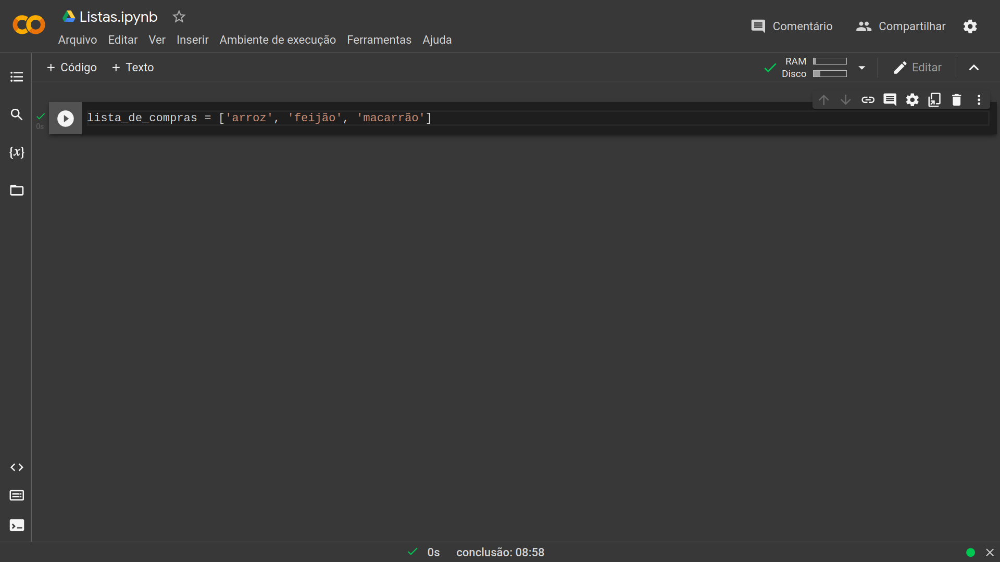 Listas.ipynb
Comentário
Compartilhar
Arquivo Editar Ver Inserir Ambiente de execução Ferramentas Ajuda
+ Código + Texto
RAM
Disco
Editar
{x}
0s
lista_de_compras = ['arroz', 'feijão', 'macarrão']
0s conclusão: 08:58